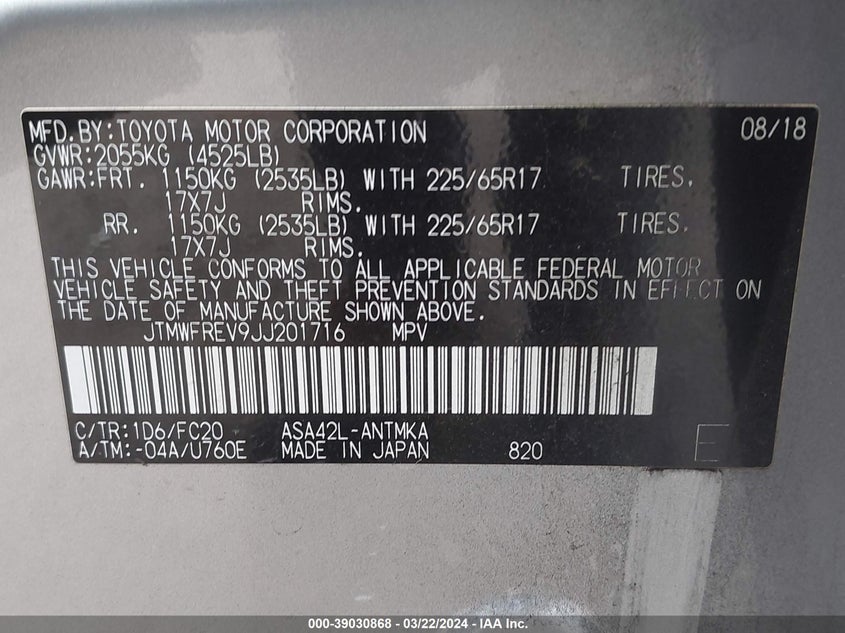 MFD.BY:TOYOTA MOTOR CORPORATION 08/18
GVWR:2055KG (4525LB)
GAWR:FRT. 1150KG (2535LB) WITH 225/65R17 TIRES,
17X7J RIMS.
RR. 1150KG (2535LB) WITH 225/65R17 TIRES,
17X7J RIMS.
THIS VEHICLE CONFORMS TO ALL APPLICABLE FEDERAL MOTOR
VEHICLE SAFETY AND THEFT PREVENTION STANDARDS IN EFFECT ON
THE DATE OF MANUFACTURE SHOWN ABOVE.
JTMWFREV9JJ201716 MPV
C/TR:1D6/FC20 ASA42L-ANTMKA
A/TM:-04A/U760E MADE IN JAPAN 820 E
000-39030868 - 03/22/2024 - IAA Inc.